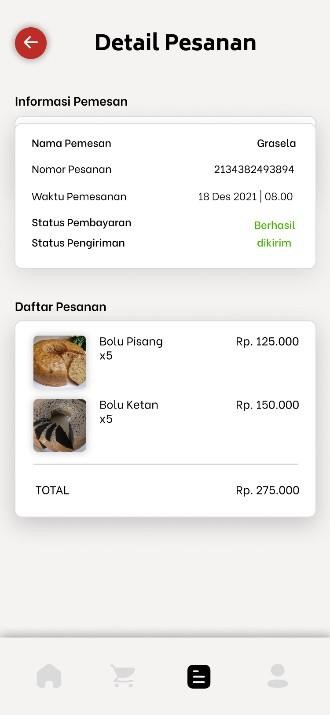 Detail Pesanan
Informasi Pemesan
Nama Pemesan Grasela
Nomor Pesanan 2134382493894
Waktu Pemesanan 18 Des 2021 | 08.00
Status Pembayaran Berhasil
Status Pengiriman dikirim
Daftar Pesanan
Bolu Pisang Rp. 125.000
x5
Bolu Ketan Rp. 150.000
x5
TOTAL Rp. 275.000